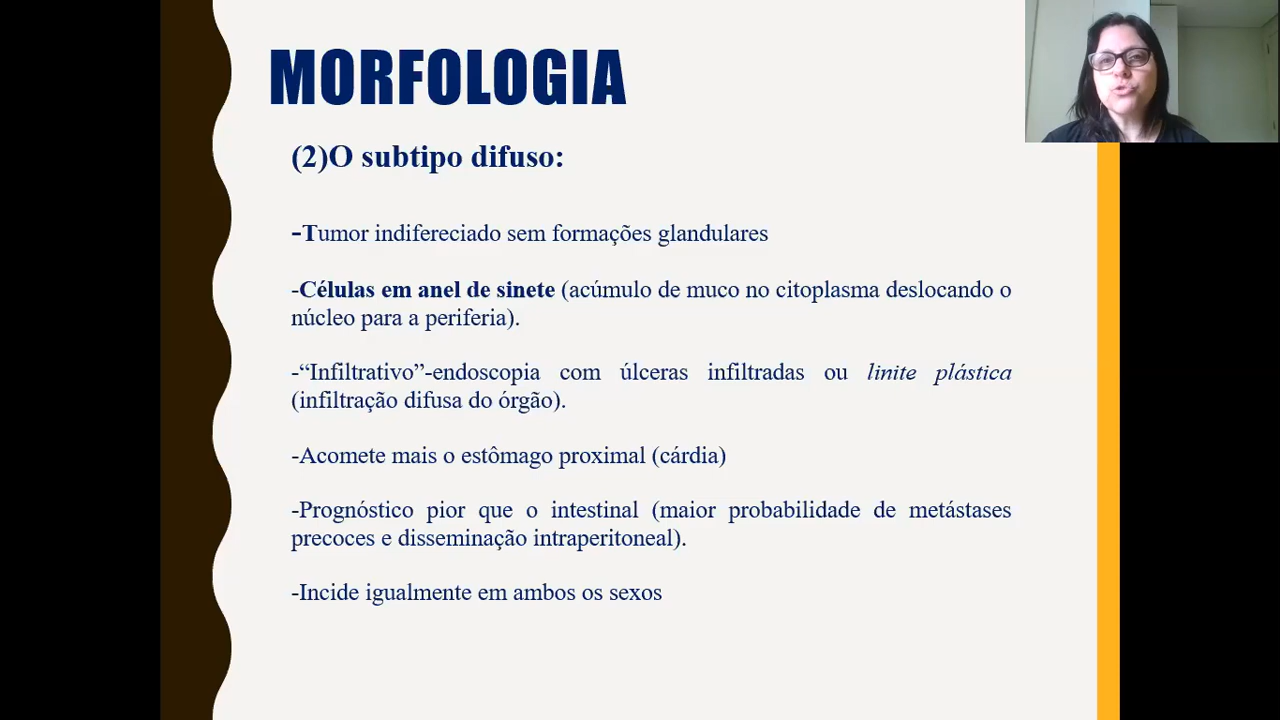 MORFOLOGIA
(2)O subtipo difuso:
-Tumor indifereciado sem formações glandulares
-Células em anel de sinete (acúmulo de muco no citoplasma deslocando o
núcleo para a periferia).
-“Infiltrativo”-endoscopia com úlceras infiltradas ou linite plástica
(infiltração difusa do órgão).
-Acomete mais o estômago proximal (cárdia)
-Prognóstico pior que o intestinal (maior probabilidade de metástases
precoces e disseminação intraperitoneal).
-Incide igualmente em ambos os sexos